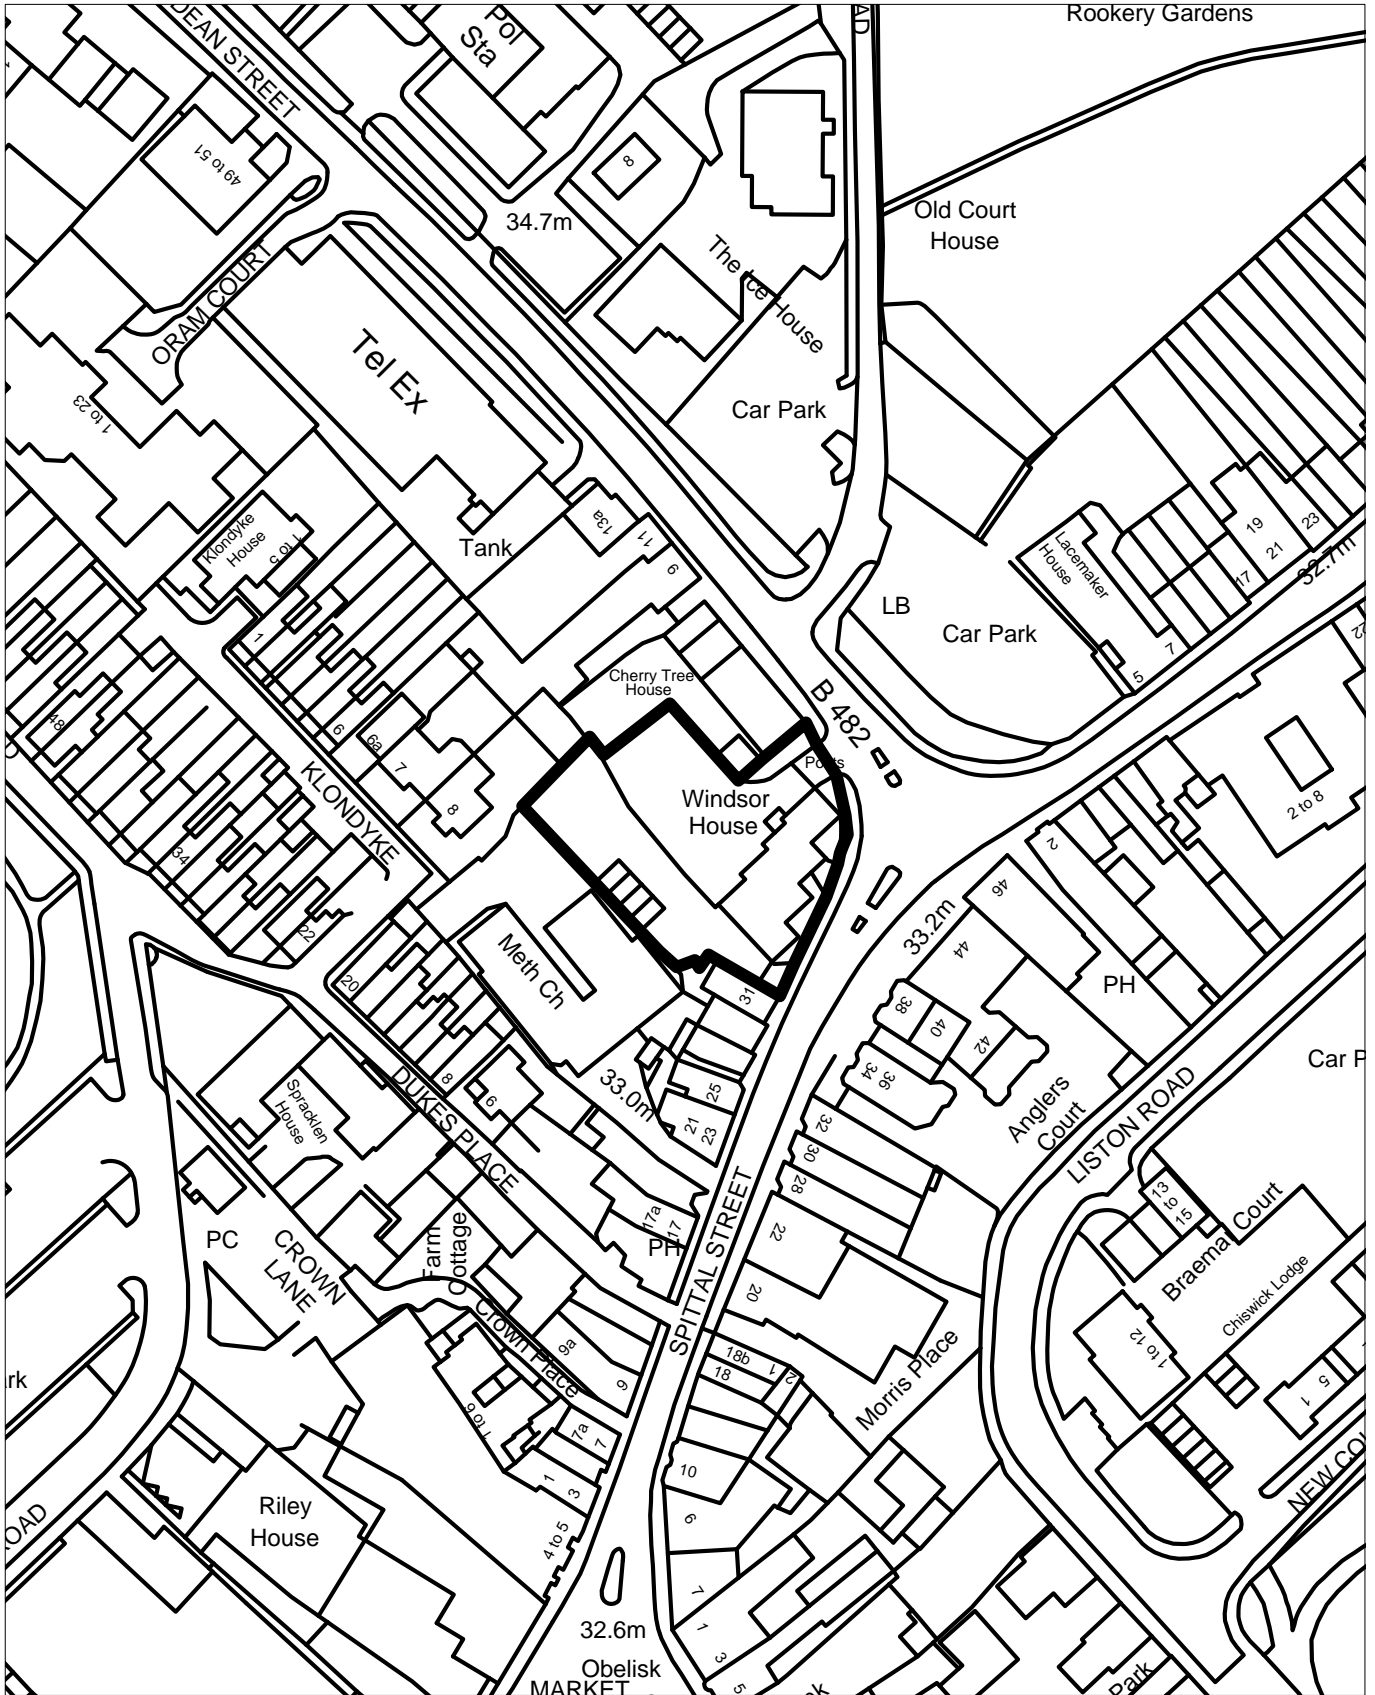 Rookery Gardens
DEAN STREET
Pol
Sta
49 to 51
8
34.7m
Old Court
House
The Ice House
ORAM COURT
Tel Ex
1 to 23
Car Park
Klondyke
House
1 to 5
Tank
13a
11
9
19
21
23
17
32.7m
Lacemaker
House
LB
Car Park
7
5
22
1
Cherry Tree
House
B 482
Posts
48
6
6a
7
8
KLONDYKE
Windsor
House
2 to 8
2
34
22
46
33.2m
44
20
Meth Ch
31
PH
38
40
42
34
36
Car P
8
6
DUKES PLACE
33.0m
25
21
23
Anglers
Court
LISTON ROAD
Spracklen
House
32
30
28
13
to
15
SPITTAL STREET
17a
17
PH
22
PC
CROWN
LANE
Farm
Cottage
Braemar Court
Chiswick Lodge
20
Crown Place
9a
9
18b
18
1
2
1 to 12
Morris Place
5
1
1 to 6
7a
7
1
3
10
NEW COU
Riley
House
4 to 5
6
7
1
3
5
32.6m
Obelisk
MARKET
Park